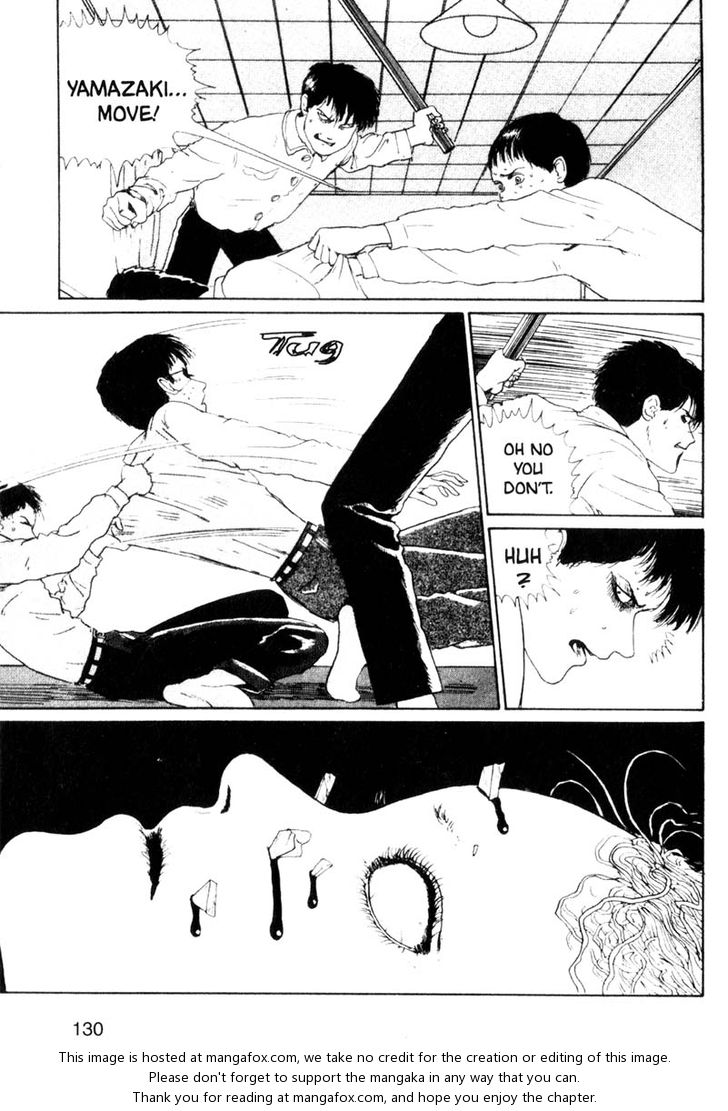 YAMAZAKI...
MOVE!
Tug
OH NO
YOU
DON'T.
HUH
?
130
This image is hosted at mangafox.com, we take no credit for the creation or editing of this image.
Please don't forget to support the mangaka in any way that you can.
Thank you for reading at mangafox.com, and hope you enjoy the chapter.